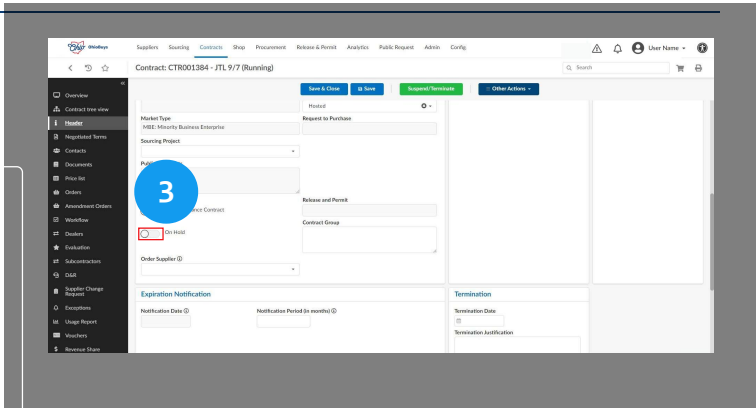 Ohio OhioBuys Suppliers Sourcing Contracts Shop Procurement Release & Permit Analytics Public Request Admin Config User Name
Contract: CTR001384 - JTL 9/7 (Running) Search
Save & Close Save Suspend/Terminate Other Actions
Overview
Contract tree view
Header
Negotiated Terms
Contacts
Documents
Price list
Orders
Amendment Orders
Workflow
Dealers
Evaluation
Subcontractors
D&R
Supplier Change
Request
Exceptions
Usage Report
Vouchers
Revenue Share
Hosted
Market Type Request to Purchase
MBE: Minority Business Enterprise
Sourcing Project
3
Release and Permit
Contract
On Hold Contract Group
Order Supplier
Expiration Notification Termination
Notification Date Notification Period (in months) Termination Date
Termination Justification